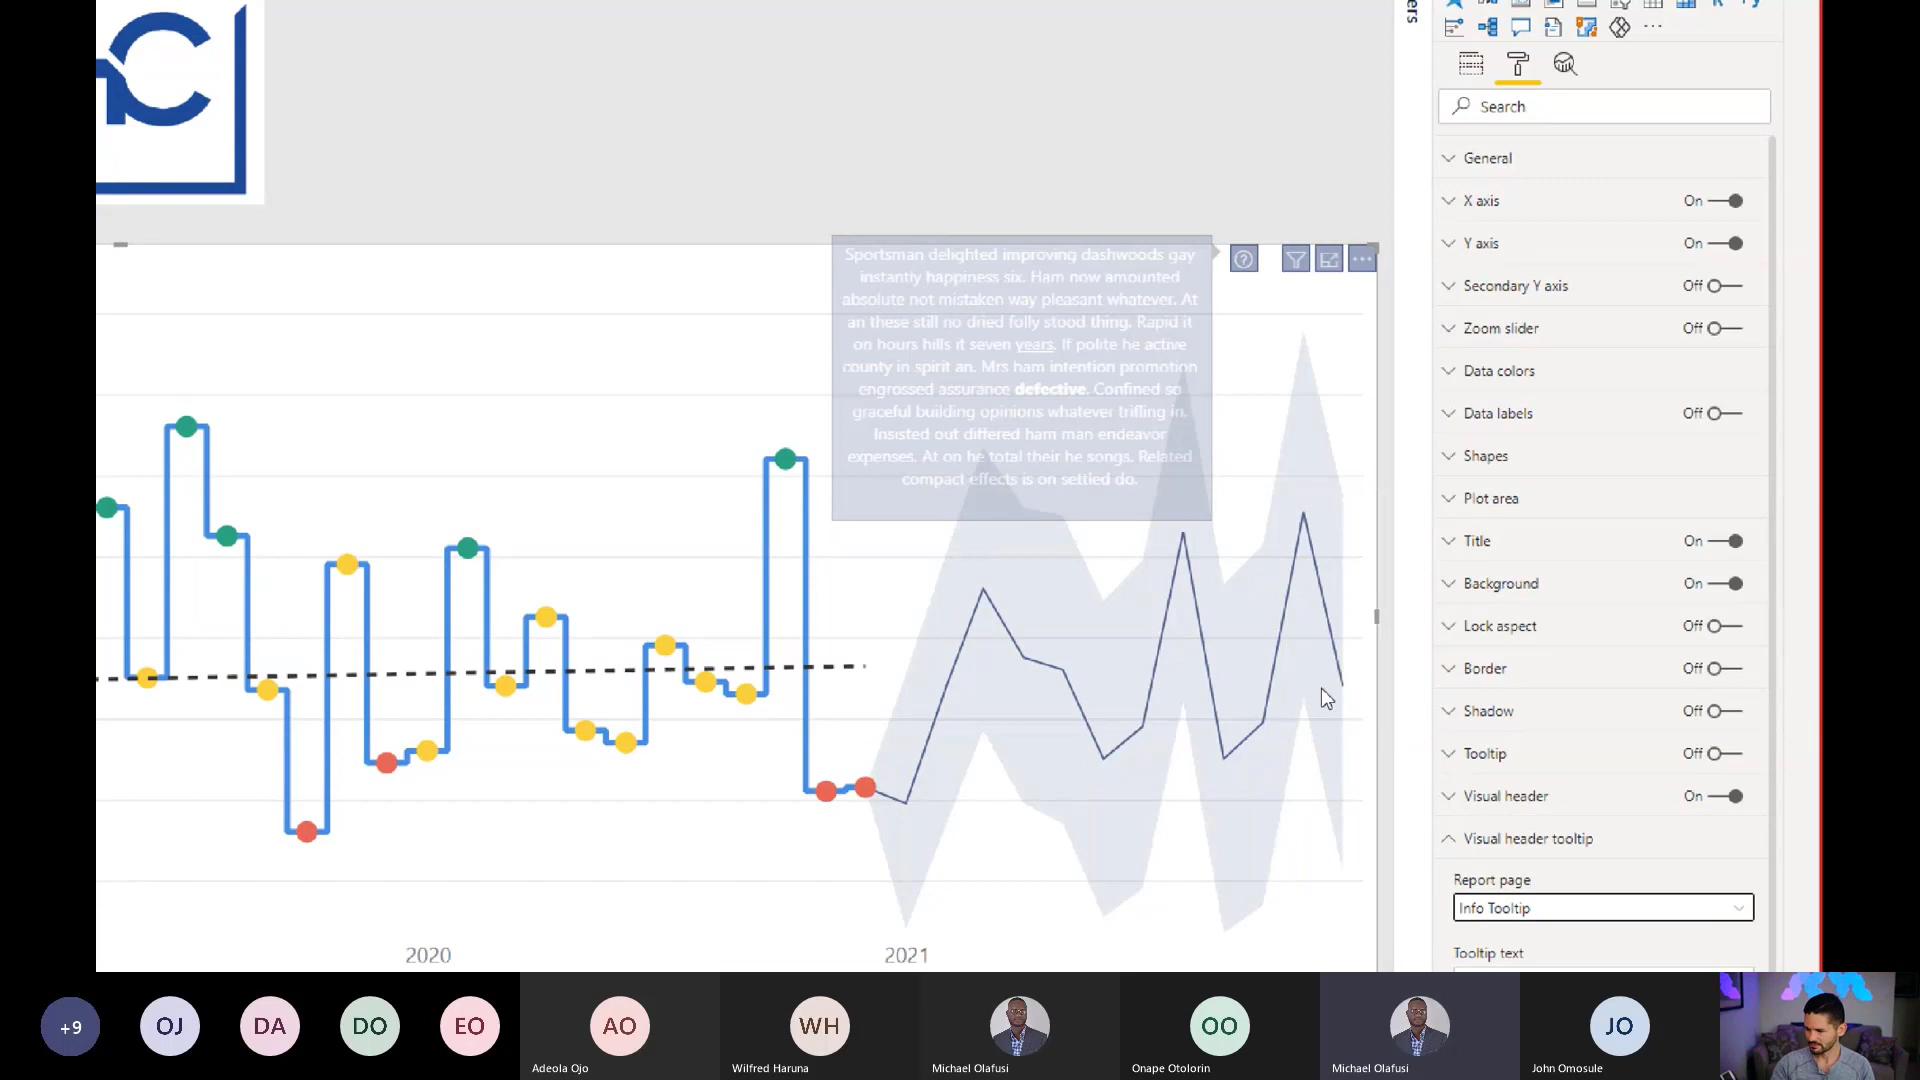 ers
Search
General
X axis On
Y axis On
Secondary Y axis Off
Zoom slider Off
Data colors
Data labels Off
Shapes
Plot area
Title On
Background On
Lock aspect Off
Border Off
Shadow Off
Tooltip Off
Visual header On
Visual header tooltip
Report page
Info Tooltip
Tooltip text
Sportsman delighted improving dashwoods gay
instantly happiness six. Ham now amounted
absolute not mistaken way pleasant whatever. At
an these still no dried folly stood thing. Rapid it
on hours hills it seven years. If polite he active
county in spirit an. Mrs ham intention promotion
engrossed assurance defective. Confined so
graceful building opinions whatever trifling in.
Insisted out differed ham man endeavor
expenses. At on he total their he songs. Related
compact effects is on settled do.
2020
2021
+9
OJ
DA
DO
EO
AO
Adeola Ojo
WH
Wilfred Haruna
Michael Olafusi
OO
Onape Otolorin
Michael Olafusi
JO
John Omosule